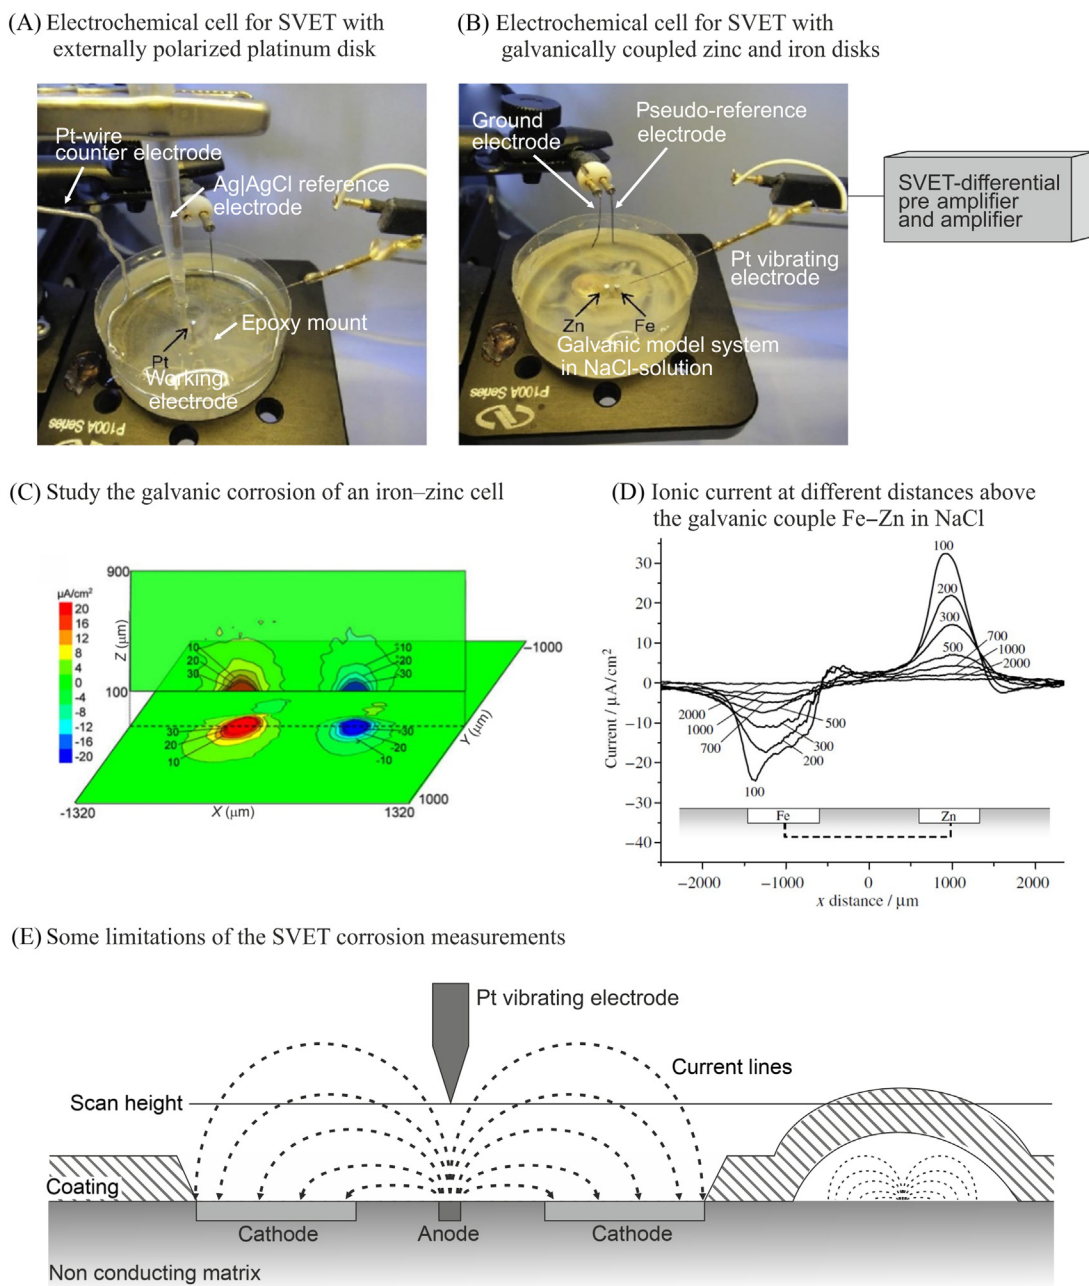 (A) Electrochemical cell for SVET with
externally polarized platinum disk
Pt-wire
counter electrode
Ag|AgCl reference
electrode
Epoxy mount
Pt
Working
electrode
P100A Series
(B) Electrochemical cell for SVET with
galvanically coupled zinc and iron disks
Ground
electrode
Pseudo-reference
electrode
Pt vibrating
electrode
Zn
Fe
Galvanic model system
in NaCl-solution
P100A Series
SVET-differential
pre amplifier
and amplifier
(C) Study the galvanic corrosion of an iron–zinc cell
µA/cm²
20
16
12
8
4
0
-4
-8
-12
-16
-20
900
Z (µm)
100
10
20
30
-10
-20
-30
-1000
30
20
10
-30
-20
-10
Y (µm)
1000
-1320
X (µm)
1320
(D) Ionic current at different distances above
the galvanic couple Fe–Zn in NaCl
Current / µA/cm²
30
20
10
0
−10
−20
−30
−40
100
200
300
500
700
1000
2000
2000
1000
700
500
300
200
100
Fe
Zn
−2000
−1000
0
1000
2000
x distance / µm
(E) Some limitations of the SVET corrosion measurements
Pt vibrating electrode
Current lines
Scan height
Coating
Cathode
Anode
Cathode
Non conducting matrix